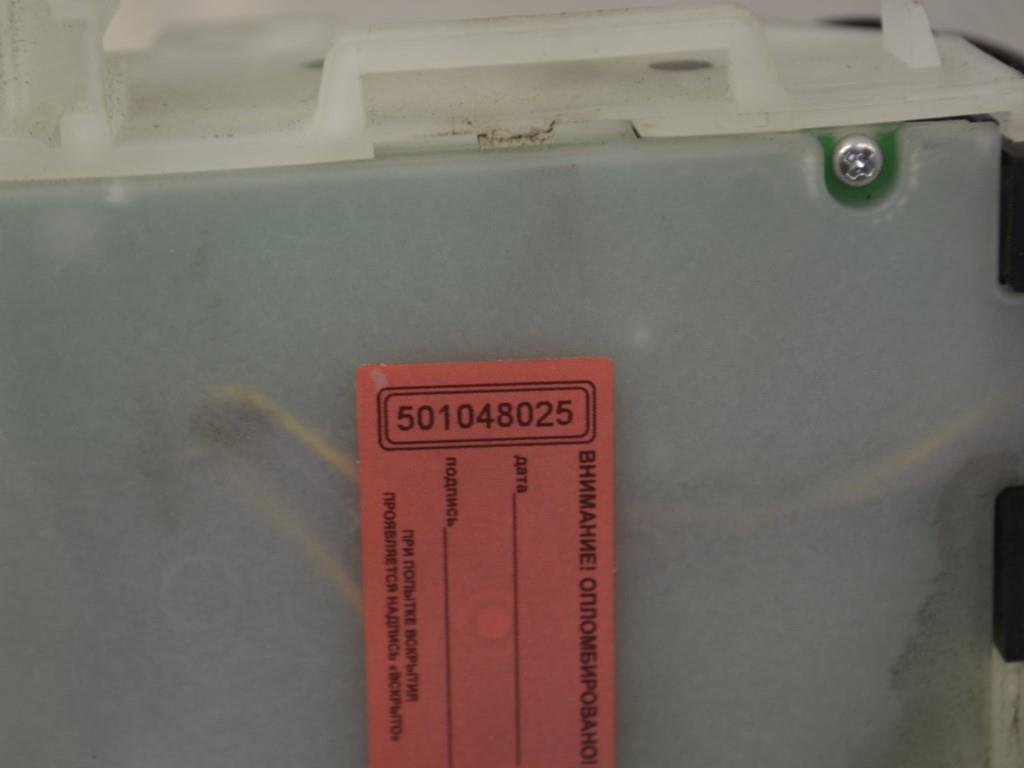 501048025
ВНИМАНИЕ! ОПЛОМБИРОВАНО!
дата
подпись
ПРИ ПОПЫТКЕ ВСКРЫТИЯ
ПРОЯВЛЯЕТСЯ НАДПИСЬ «ВСКРЫТО»